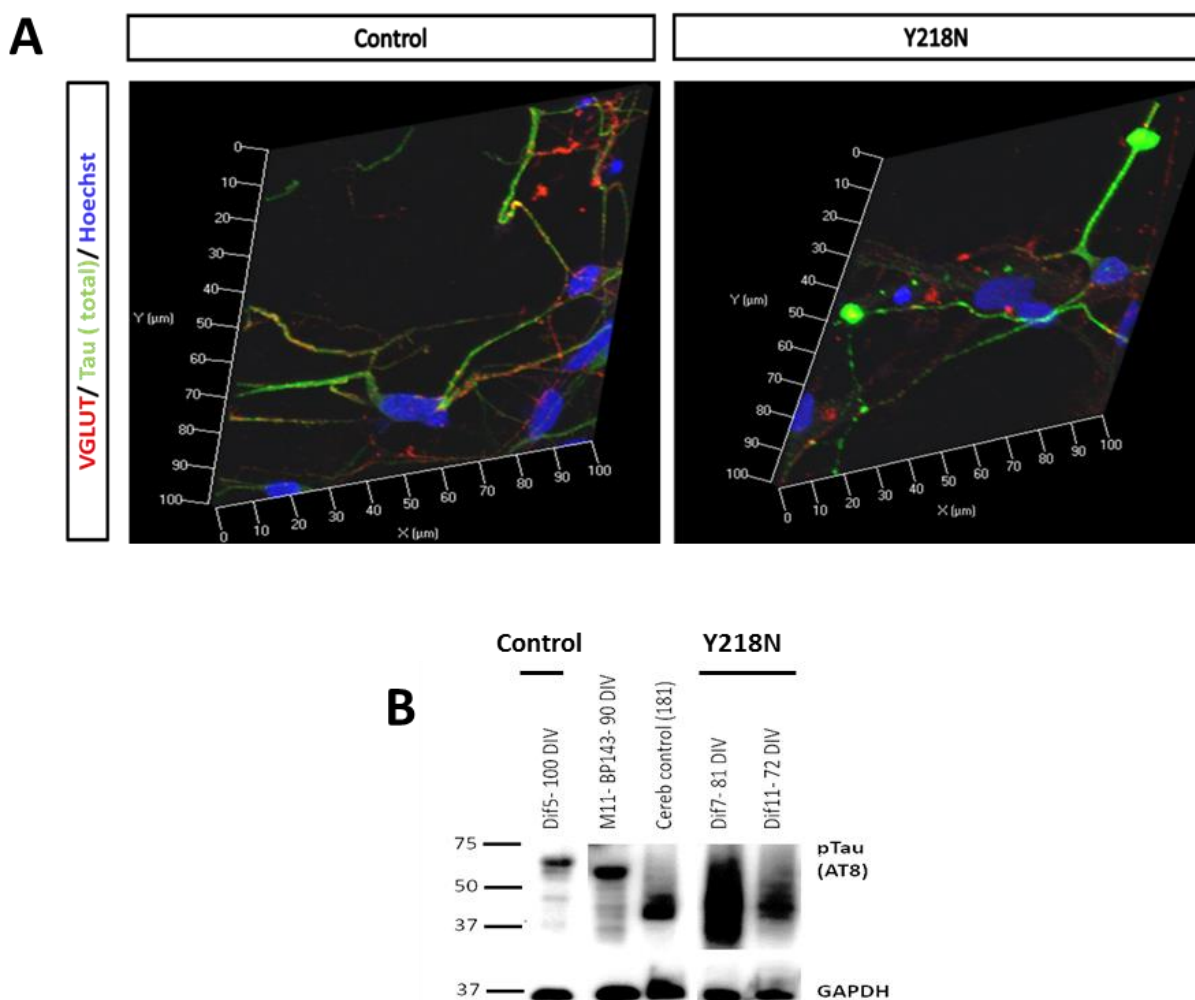 A
Control
Y218N
VGLUT/ Tau ( total)/ Hoechst
0
10
20
30
40
50
60
70
80
90
100
Y (µm)
0
10
20
30
40
50
60
70
80
90
100
X (µm)
0
10
20
30
40
50
60
70
80
90
100
Y (µm)
0
10
20
30
40
50
60
70
80
90
100
X (µm)
B
Control
Y218N
Dif5- 100 DIV
M11- BP143- 90 DIV
Cereb control (181)
Dif7- 81 DIV
Dif11- 72 DIV
75
50
37
pTau
(AT8)
37
GAPDH